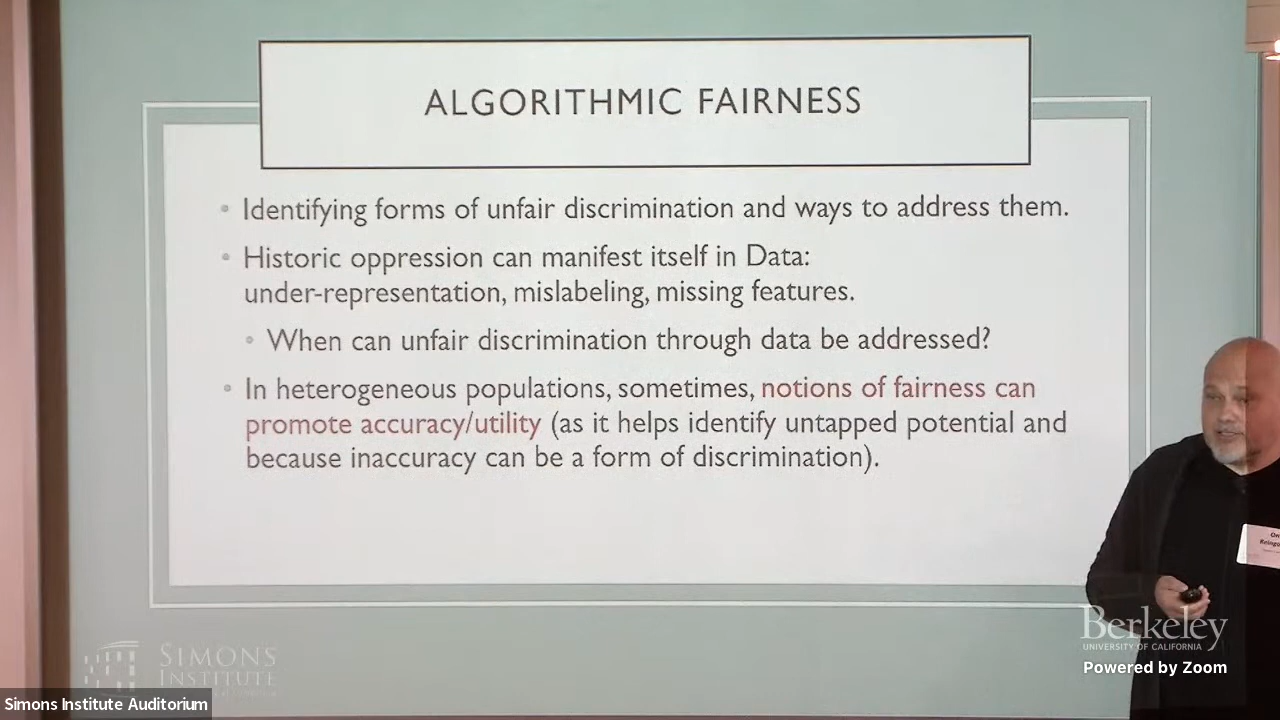 ALGORITHMIC FAIRNESS
• Identifying forms of unfair discrimination and ways to address them.
• Historic oppression can manifest itself in Data:
under-representation, mislabeling, missing features.
• When can unfair discrimination through data be addressed?
• In heterogeneous populations, sometimes, notions of fairness can
promote accuracy/utility (as it helps identify untapped potential and
because inaccuracy can be a form of discrimination).
SIMONS
INSTITUTE
Berkeley
UNIVERSITY OF CALIFORNIA
Powered by Zoom
Simons Institute Auditorium